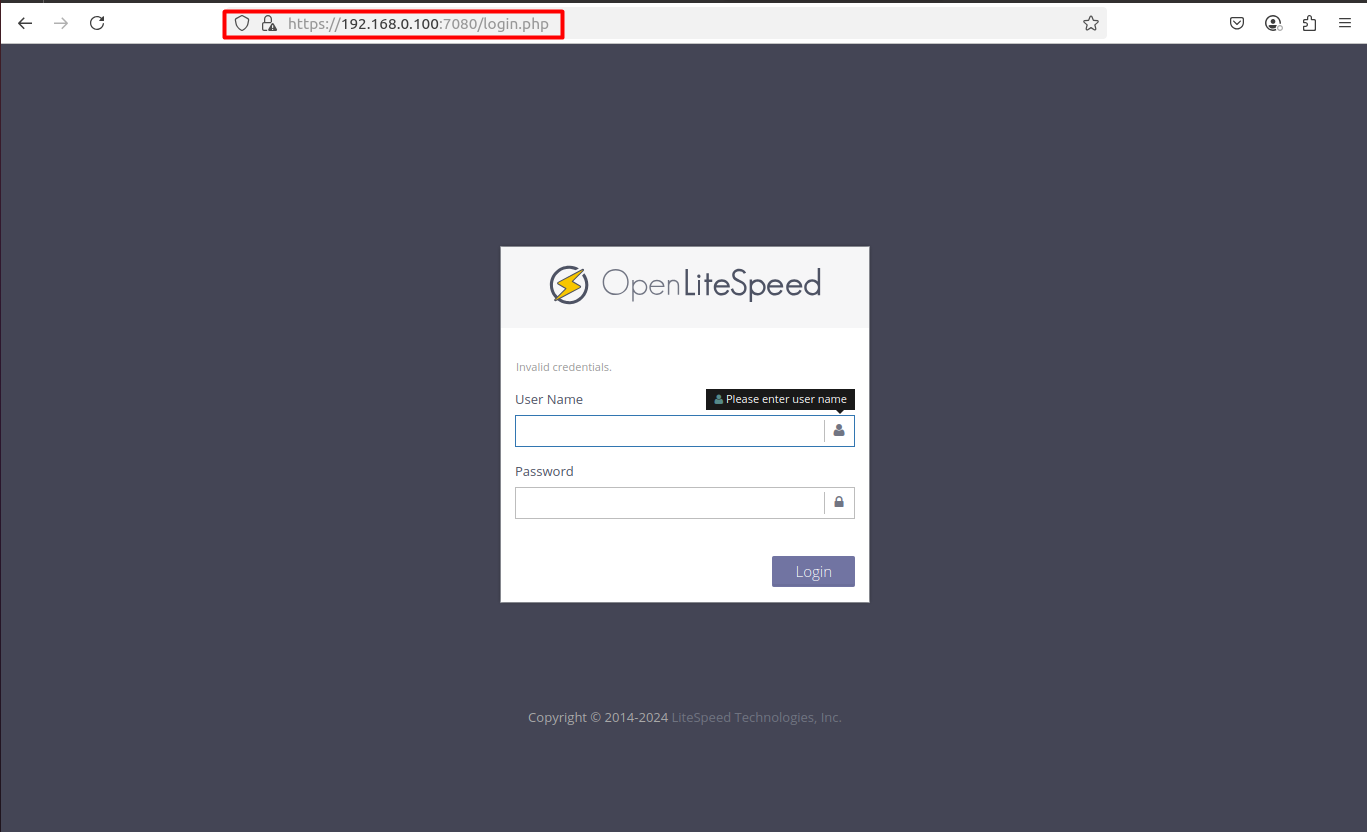 https://192.168.0.100:7080/login.php
OpenLiteSpeed
Invalid credentials.
User Name
Please enter user name
Password
Login
Copyright © 2014-2024 LiteSpeed Technologies, Inc.